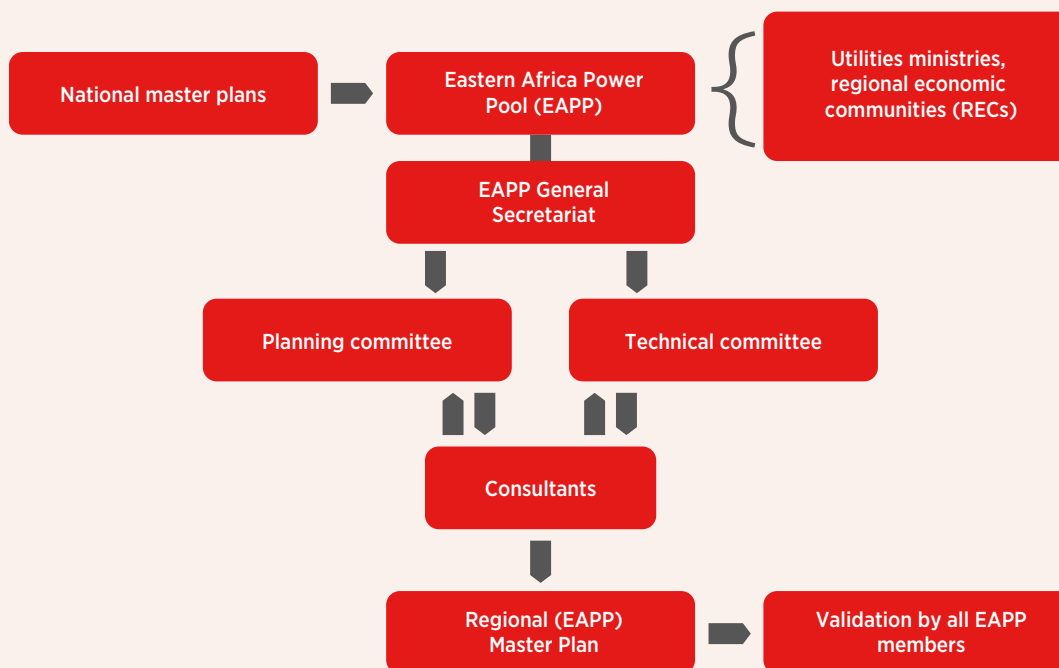 National master plans
Eastern Africa Power
Pool (EAPP)
Utilities ministries,
regional economic
communities (RECs)
EAPP General
Secretariat
Planning committee
Technical committee
Consultants
Regional (EAPP)
Master Plan
Validation by all EAPP
members